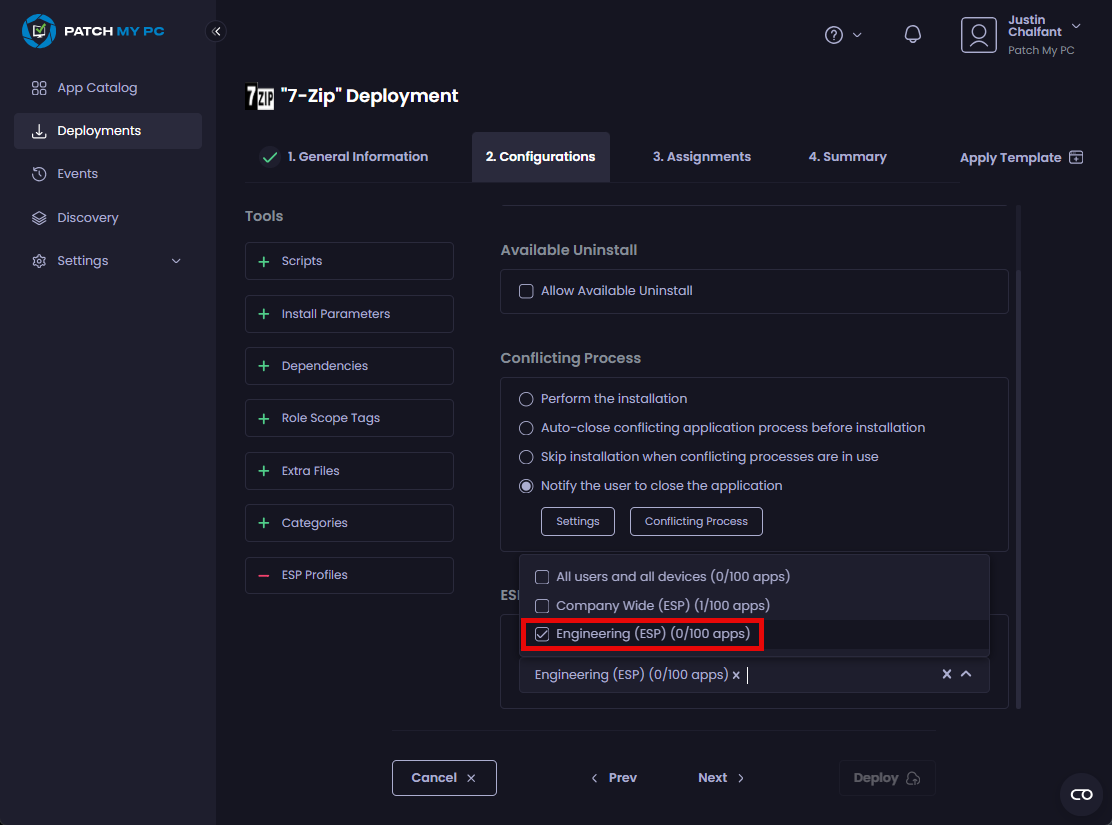 PATCH MY PC
App Catalog
Deployments
Events
Discovery
Settings
Justin
Chalfant
Patch My PC
7ZIP "7-Zip" Deployment
1. General Information
2. Configurations
3. Assignments
4. Summary
Apply Template
Tools
Scripts
Install Parameters
Dependencies
Role Scope Tags
Extra Files
Categories
ESP Profiles
Available Uninstall
Allow Available Uninstall
Conflicting Process
Perform the installation
Auto-close conflicting application process before installation
Skip installation when conflicting processes are in use
Notify the user to close the application
Settings
Conflicting Process
All users and all devices (0/100 apps)
ES
Company Wide (ESP) (1/100 apps)
Engineering (ESP) (0/100 apps)
Engineering (ESP) (0/100 apps) x
Cancel
Prev
Next
Deploy